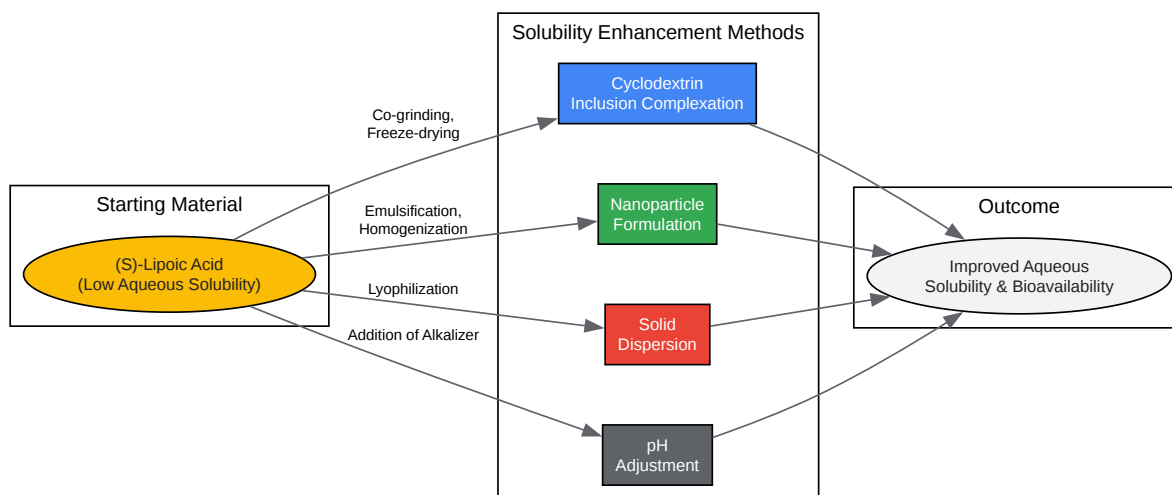 Solubility Enhancement Methods
Cyclodextrin
Inclusion Complexation
Co-grinding,
Freeze-drying
Starting Material
(S)-Lipoic Acid
(Low Aqueous Solubility)
Emulsification,
Homogenization
Nanoparticle
Formulation
Outcome
Improved Aqueous
Solubility & Bioavailability
Lyophilization
Solid
Dispersion
Addition of Alkalizer
pH
Adjustment